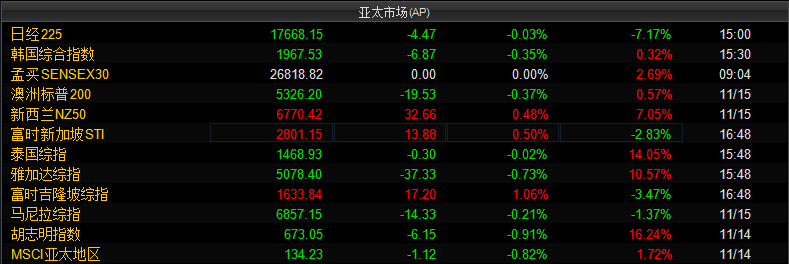 亚太市场(AP)
日经225 17668.15 -4.47 -0.03% -7.17% 15:00
韩国综合指数 1967.53 -6.87 -0.35% 0.32% 15:30
孟买SENSEX30 26818.82 0.00 0.00% 2.69% 09:04
澳洲标普200 5326.20 -19.53 -0.37% 0.57% 11/15
新西兰NZ50 6770.42 32.66 0.48% 7.05% 11/15
富时新加坡STI 2801.15 13.88 0.50% -2.83% 16:48
泰国综指 1468.93 -0.30 -0.02% 14.05% 15:48
雅加达综指 5078.40 -37.33 -0.73% 10.57% 15:48
富时吉隆坡综指 1633.84 17.20 1.06% -3.47% 16:48
马尼拉综指 6857.15 -14.33 -0.21% -1.37% 11/15
胡志明指数 673.05 -6.15 -0.91% 16.24% 11/14
MSCI亚太地区 134.23 -1.12 -0.82% 1.72% 11/14